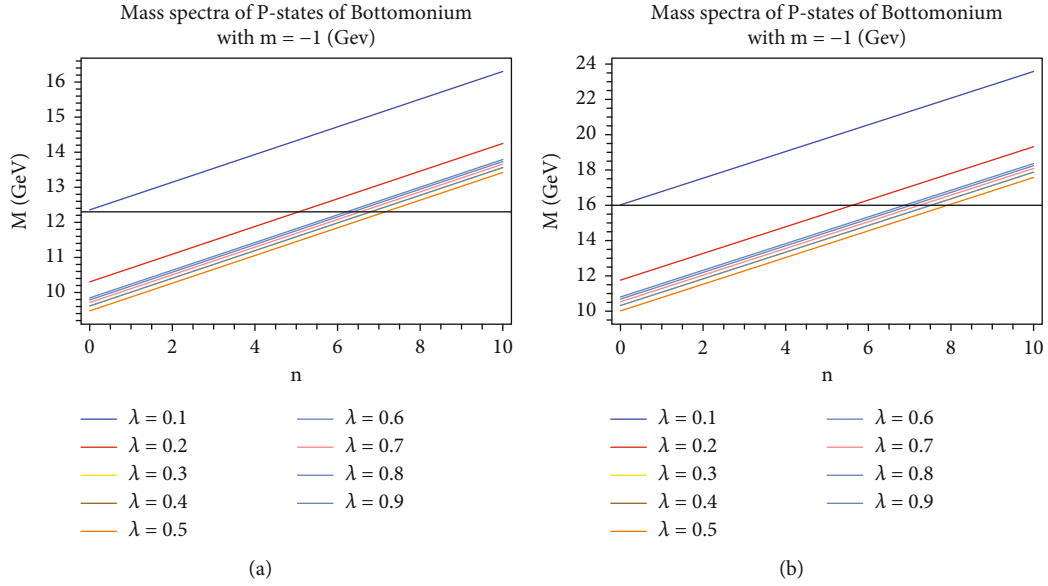 Mass spectra of P-states of Bottomonium
with m = −1 (Gev)
M (GeV)
16
15
14
13
12
11
10
0 2 4 6 8 10
n
λ = 0.1
λ = 0.2
λ = 0.3
λ = 0.4
λ = 0.5
λ = 0.6
λ = 0.7
λ = 0.8
λ = 0.9
(a)
Mass spectra of P-states of Bottomonium
with m = −1 (Gev)
M (GeV)
24
22
20
18
16
14
12
10
0 2 4 6 8 10
n
λ = 0.1
λ = 0.2
λ = 0.3
λ = 0.4
λ = 0.5
λ = 0.6
λ = 0.7
λ = 0.8
λ = 0.9
(b)